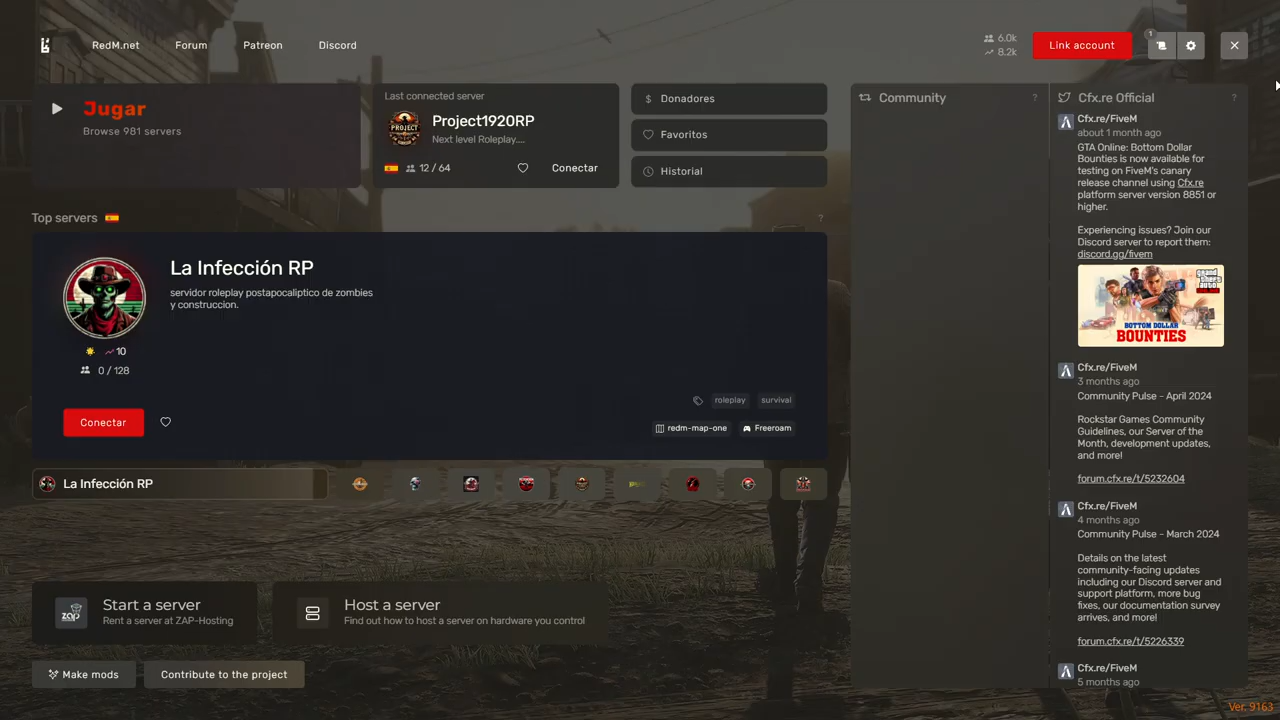 RedM.net
Forum
Patreon
Discord
6.0k
8.2k
Link account
1
Jugar
Browse 981 servers
Last connected server
PROJECT
Project1920RP
Next level Roleplay....
12 / 64
Conectar
Donadores
Favoritos
Historial
Top servers
?
La Infección RP
servidor roleplay postapocaliptico de zombies
y construccion.
10
0 / 128
Conectar
roleplay
survival
redm-map-one
Freeroam
La Infección RP
Start a server
zap
Rent a server at ZAP-Hosting
Host a server
Find out how to host a server on hardware you control
Make mods
Contribute to the project
Community
?
Cfx.re Official
?
Cfx.re/FiveM
about 1 month ago
GTA Online: Bottom Dollar
Bounties is now available for
testing on FiveM's canary
release channel using Cfx.re
platform server version 8851 or
higher.
Experiencing issues? Join our
Discord server to report them:
discord.gg/fivem
BOTTOM DOLLAR
BOUNTIES
Cfx.re/FiveM
3 months ago
Community Pulse - April 2024
Rockstar Games Community
Guidelines, our Server of the
Month, development updates,
and more!
forum.cfx.re/t/5232604
Cfx.re/FiveM
4 months ago
Community Pulse - March 2024
Details on the latest
community-facing updates
including our Discord server and
support platform, more bug
fixes, our documentation survey
arrives, and more!
forum.cfx.re/t/5226339
Cfx.re/FiveM
5 months ago
Ver. 9163